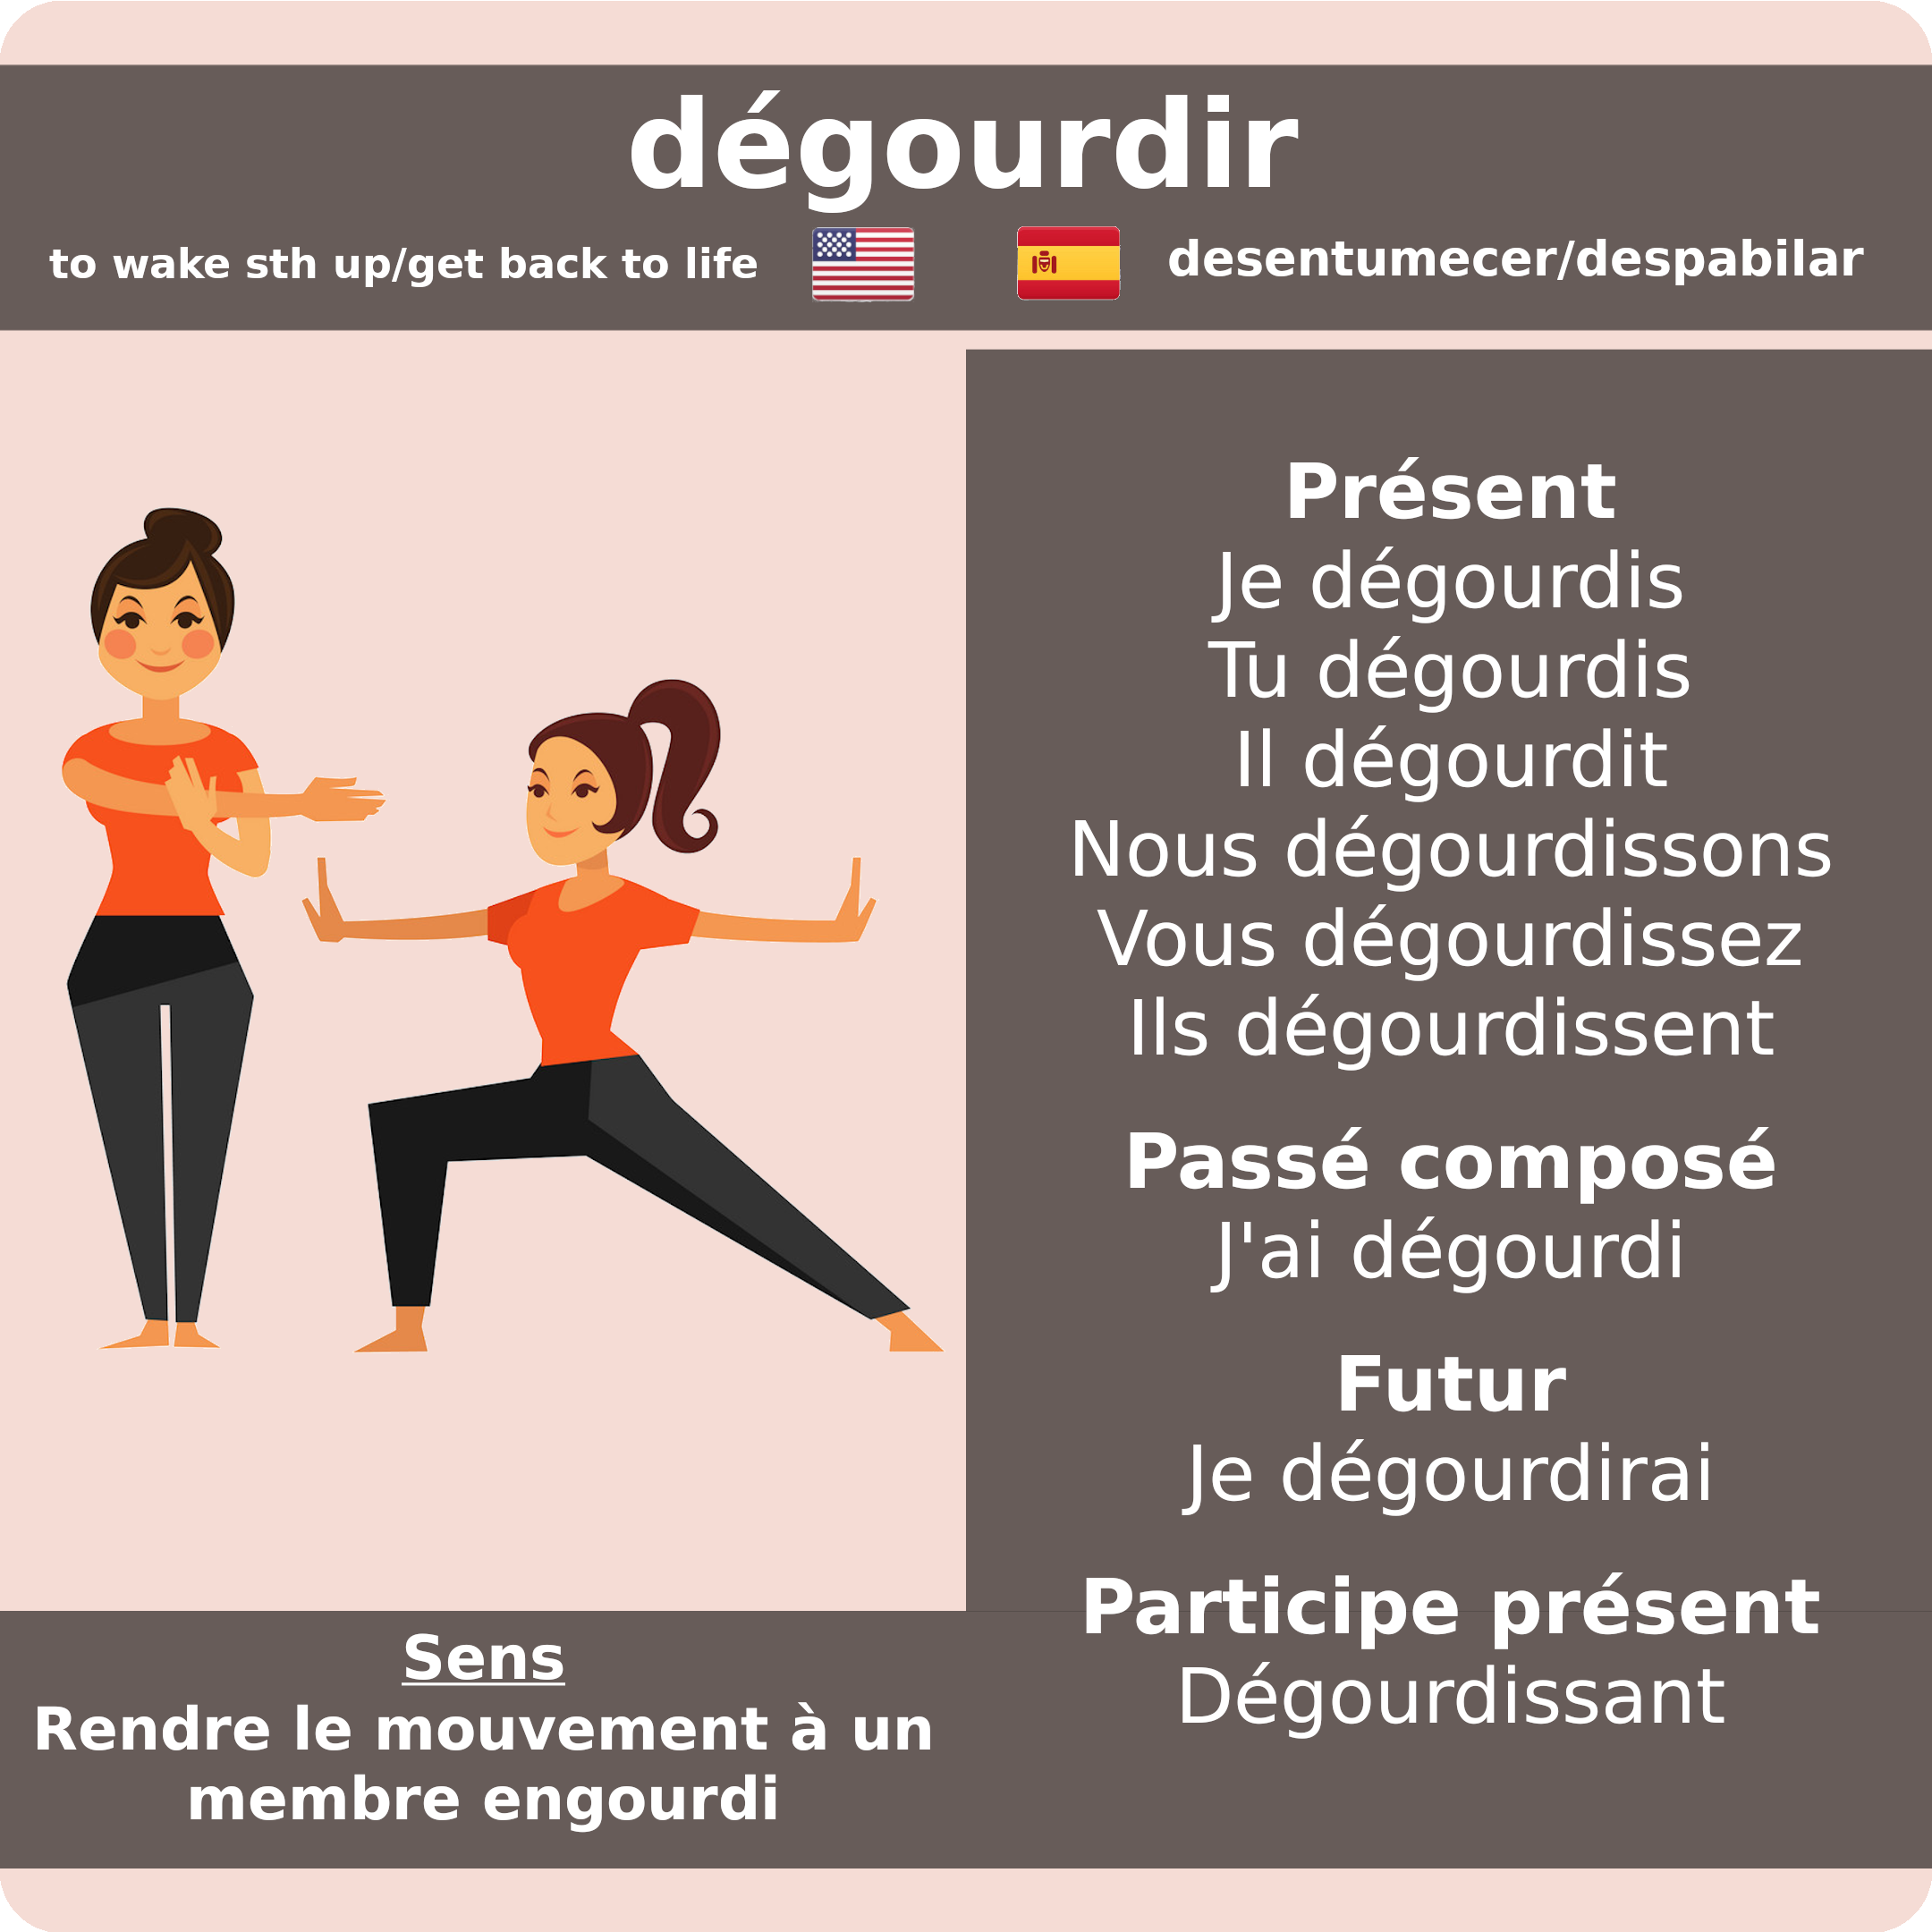 dégourdir
to wake sth up/get back to life
desentumecer/despabilar
Présent
Je dégourdis
Tu dégourdis
Il dégourdit
Nous dégourdissons
Vous dégourdissez
Ils dégourdissent
Passé composé
J'ai dégourdi
Futur
Je dégourdirai
Participe présent
Dégourdissant
Sens
Rendre le mouvement à un
membre engourdi